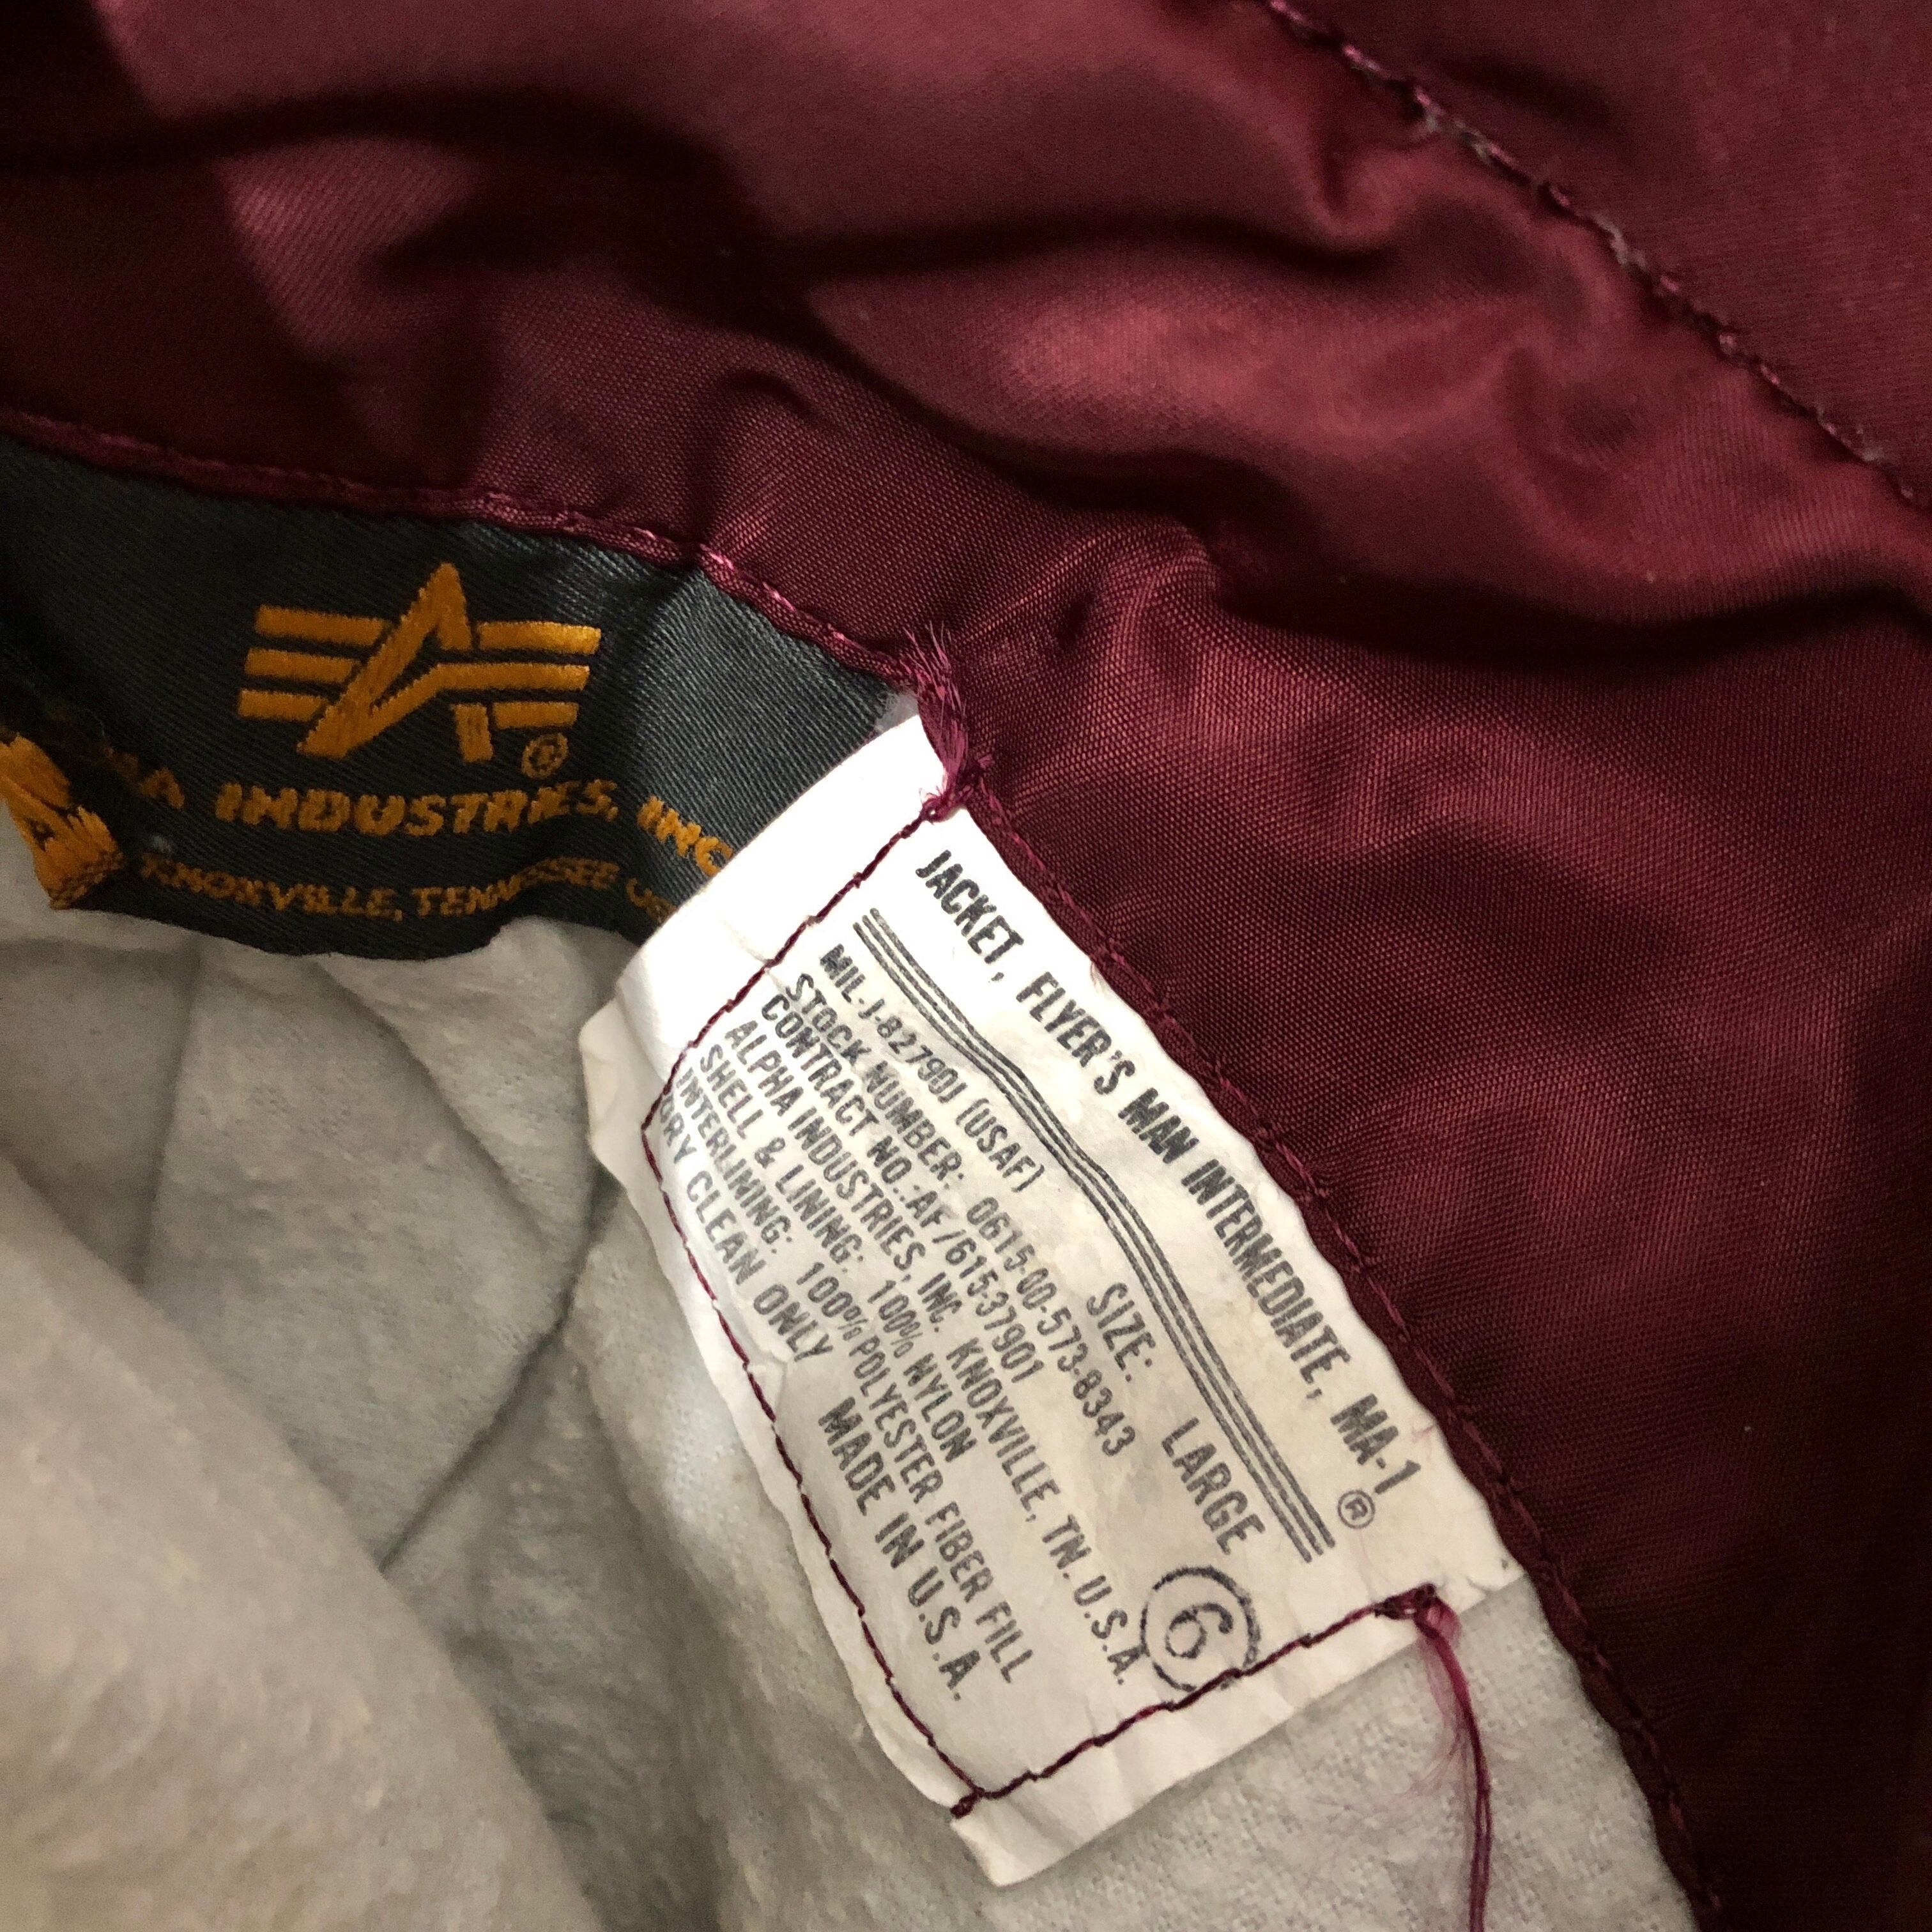 INDUSTRIES, INC
KNOXVILLE, TENNESSEE
JACKET, FLYER'S MAN INTERMEDIATE, MA-1
®
MIL-J-8279OJ (USAF)
SIZE: LARGE
STOCK NUMBER: 0615-00-573-8343
CONTRACT NO.:AF/615-37901
ALPHA INDUSTRIES, INC. KNOXVILLE, TN. U.S.A.
SHELL & LINING: 100% NYLON
INTERLINING: 100% POLYESTER FIBER FILL
DRY CLEAN ONLY
MADE IN U.S.A.
6